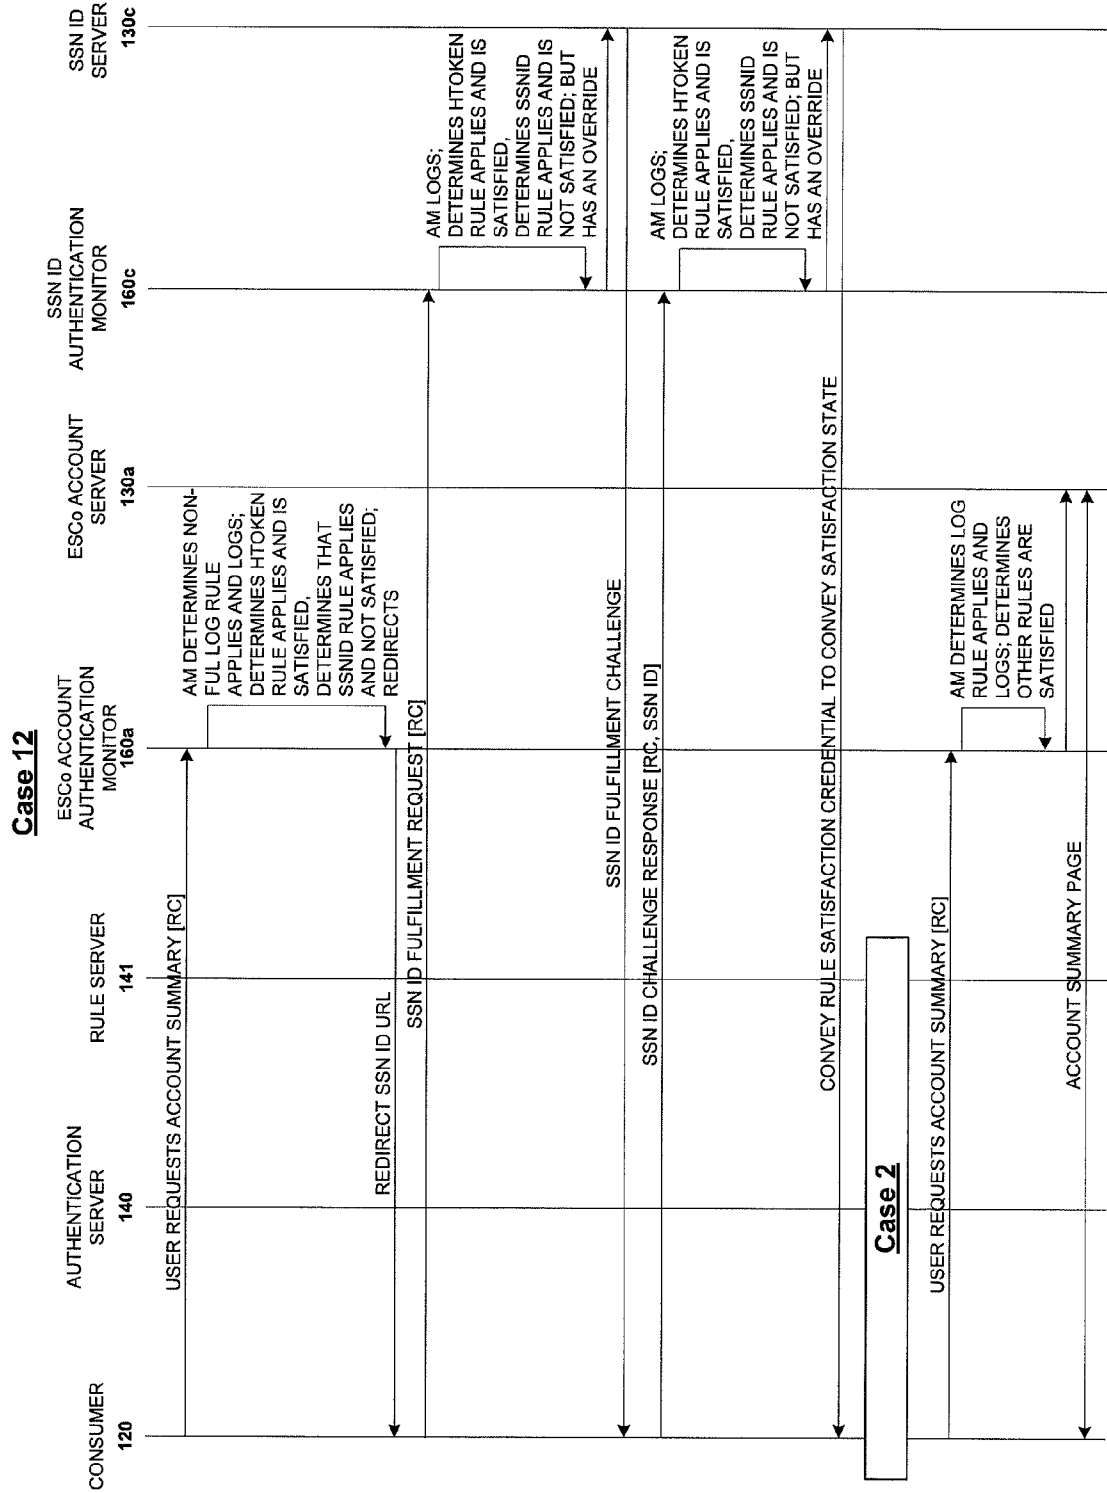 Case 12
CONSUMER
120
AUTHENTICATION
SERVER
140
RULE SERVER
141
ESCo ACCOUNT
AUTHENTICATION
MONITOR
160a
ESCo ACCOUNT
SERVER
130a
SSN ID
AUTHENTICATION
MONITOR
160c
SSN ID
SERVER
130c
USER REQUESTS ACCOUNT SUMMARY [RC]
AM DETERMINES NON-
FUL LOG RULE
APPLIES AND LOGS;
DETERMINES HTOKEN
RULE APPLIES AND IS
SATISFIED,
DETERMINES THAT
SSNID RULE APPLIES
AND NOT SATISFIED;
REDIRECTS
REDIRECT SSN ID URL
SSN ID FULFILLMENT REQUEST [RC]
AM LOGS;
DETERMINES HTOKEN
RULE APPLIES AND IS
SATISFIED,
DETERMINES SSNID
RULE APPLIES AND IS
NOT SATISFIED; BUT
HAS AN OVERRIDE
SSN ID FULFILLMENT CHALLENGE
SSN ID CHALLENGE RESPONSE [RC, SSN ID]
AM LOGS;
DETERMINES HTOKEN
RULE APPLIES AND IS
SATISFIED,
DETERMINES SSNID
RULE APPLIES AND IS
NOT SATISFIED; BUT
HAS AN OVERRIDE
CONVEY RULE SATISFACTION CREDENTIAL TO CONVEY SATISFACTION STATE
Case 2
USER REQUESTS ACCOUNT SUMMARY [RC]
AM DETERMINES LOG
RULE APPLIES AND
LOGS; DETERMINES
OTHER RULES ARE
SATISFIED
ACCOUNT SUMMARY PAGE